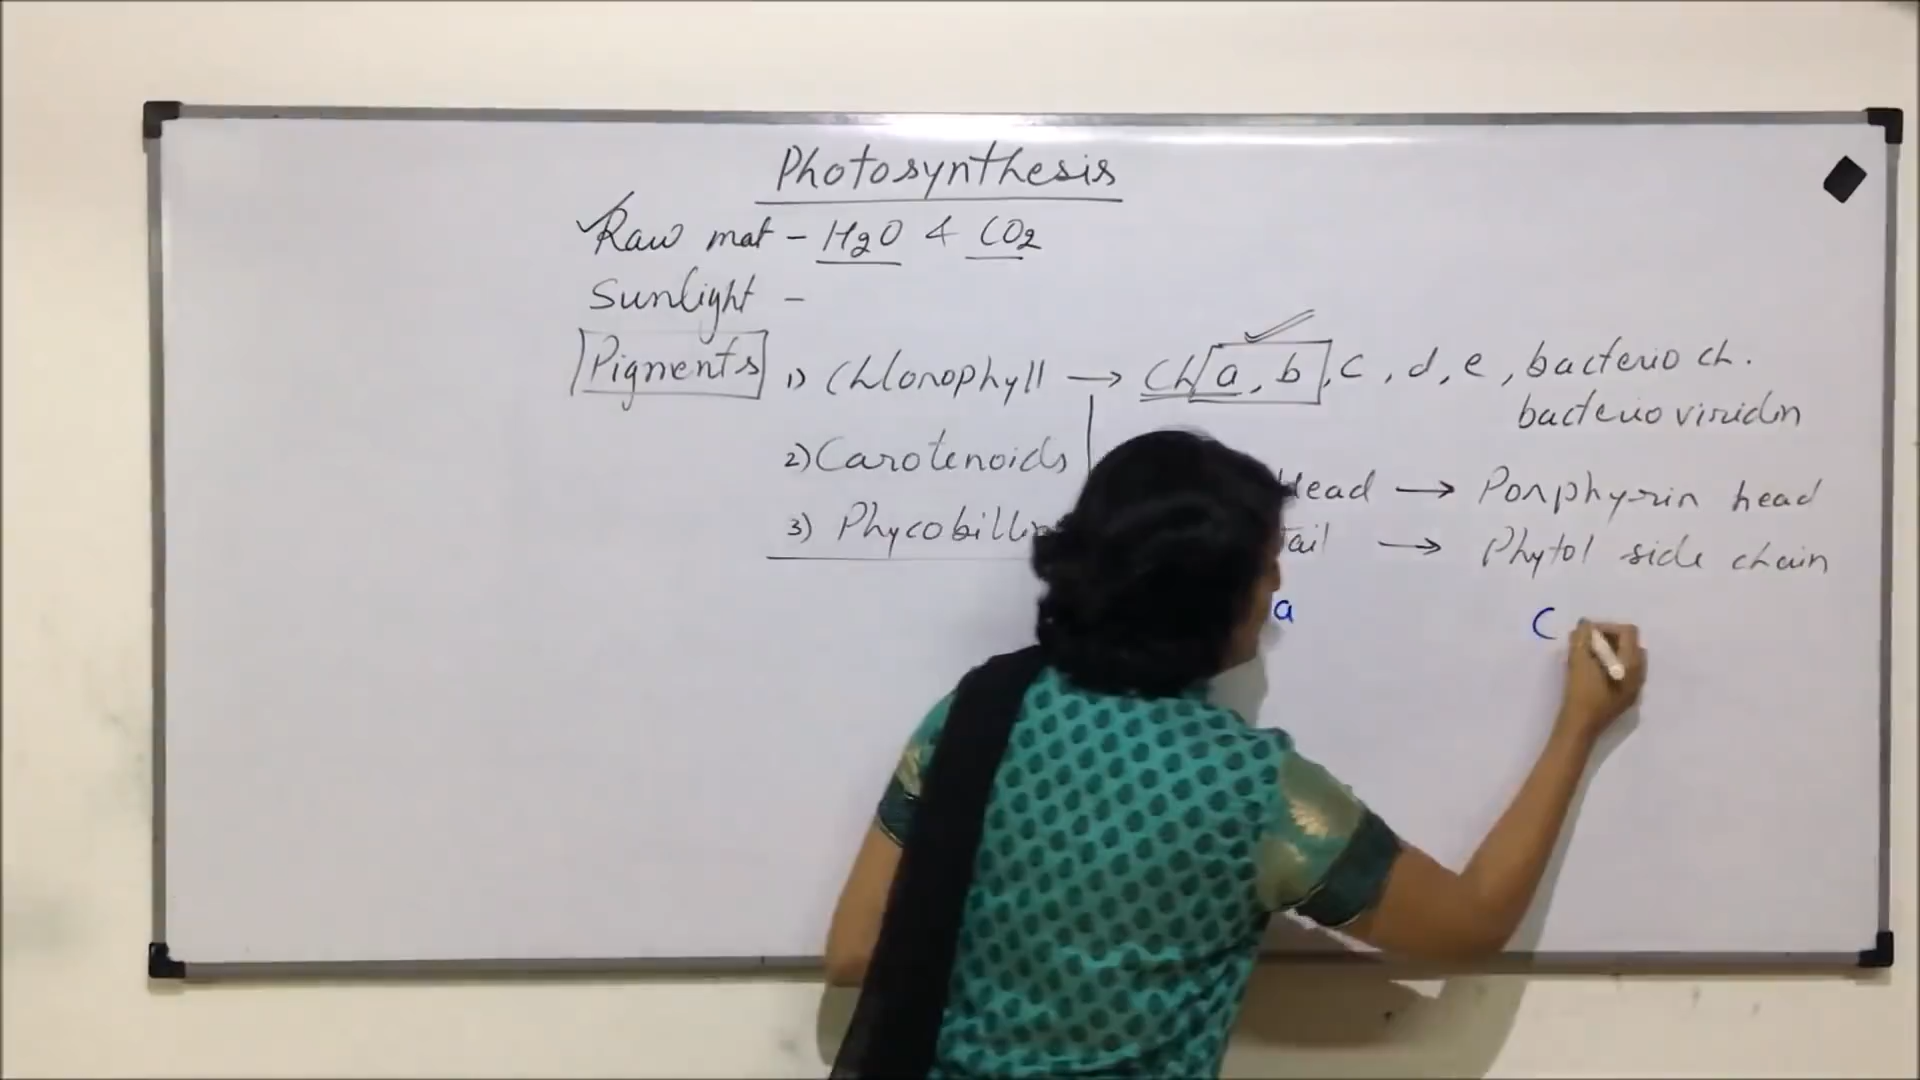 Photosynthesis
Raw mat - H2O & CO2
Sunlight -
Pigments 1) Chlorophyll → Ch a, b, c, d, e, bacterio ch.
bacterio viridin
2) Carotenoids
Head → Porphyrin head
3) Phycobillin
tail → Phytol side chain
a C